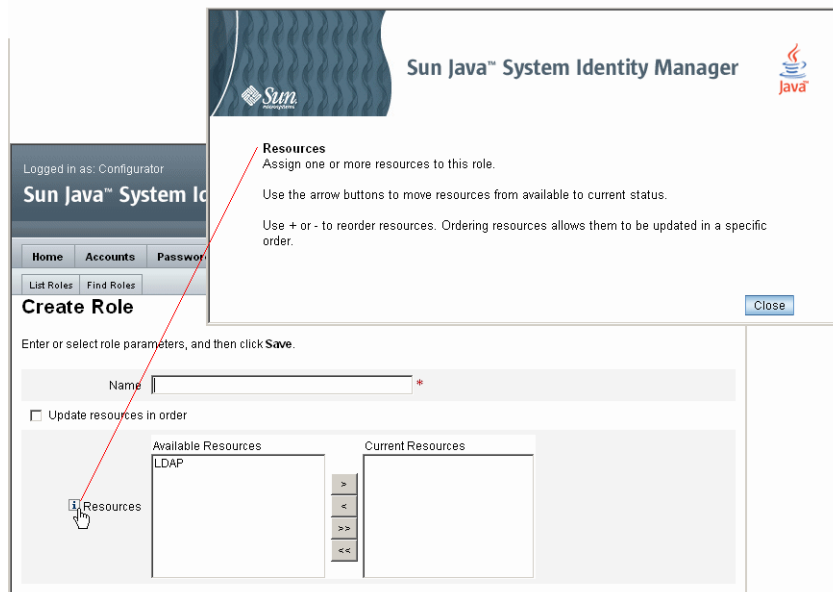 Sun Java™ System Identity Manager
Sun
microsystems
Java™
Resources
Assign one or more resources to this role.
Use the arrow buttons to move resources from available to current status.
Use + or - to reorder resources. Ordering resources allows them to be updated in a specific
order.
Close
Logged in as: Configurator
Sun Java™ System Id
Home Accounts Passwor
List Roles Find Roles
Create Role
Enter or select role parameters, and then click Save.
Name *
Update resources in order
Available Resources Current Resources
LDAP
>
<
>>
<<
i Resources